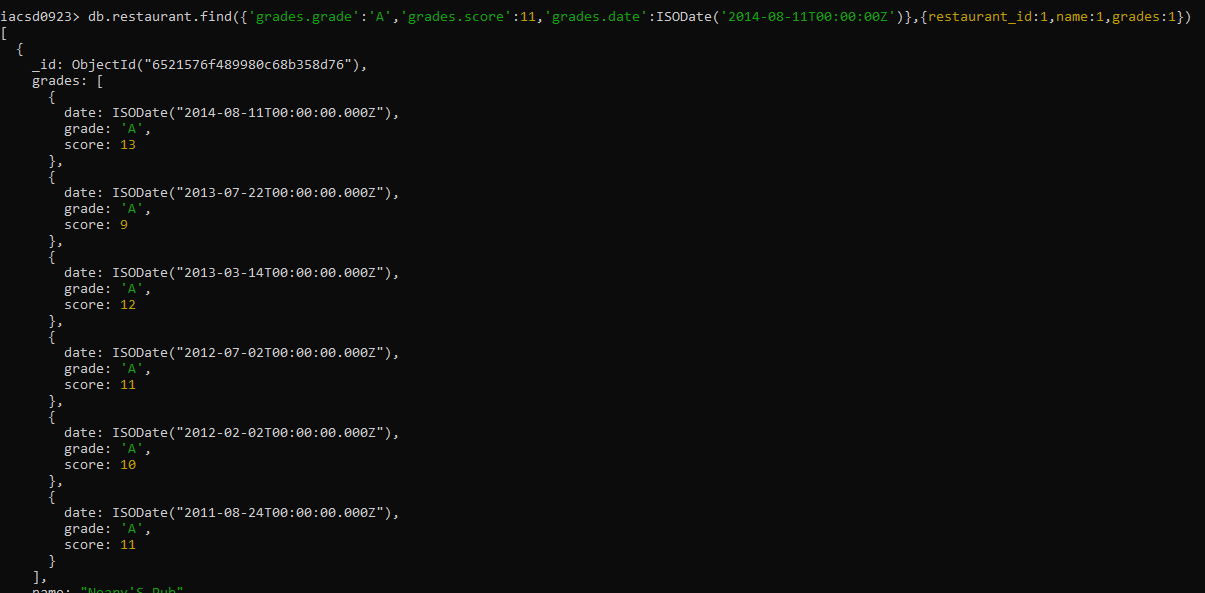 iacsd0923> db.restaurant.find({'grades.grade':'A','grades.score':11,'grades.date':ISODate('2014-08-11T00:00:00Z')},{restaurant_id:1,name:1,grades:1})
[
  {
    _id: ObjectId("6521576f489980c68b358d76"),
    grades: [
      {
        date: ISODate("2014-08-11T00:00:00.000Z"),
        grade: 'A',
        score: 13
      },
      {
        date: ISODate("2013-07-22T00:00:00.000Z"),
        grade: 'A',
        score: 9
      },
      {
        date: ISODate("2013-03-14T00:00:00.000Z"),
        grade: 'A',
        score: 12
      },
      {
        date: ISODate("2012-07-02T00:00:00.000Z"),
        grade: 'A',
        score: 11
      },
      {
        date: ISODate("2012-02-02T00:00:00.000Z"),
        grade: 'A',
        score: 10
      },
      {
        date: ISODate("2011-08-24T00:00:00.000Z"),
        grade: 'A',
        score: 11
      }
    ],
    name: "Neary'S Pub"